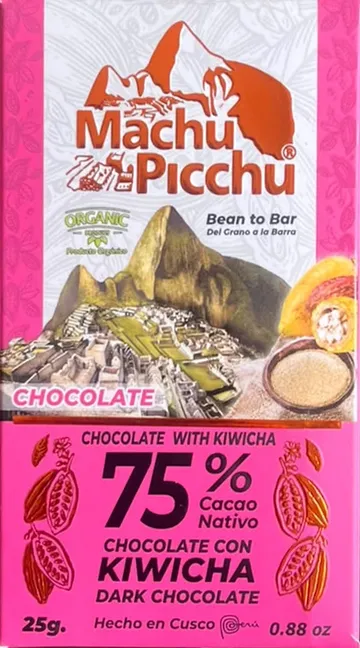 Machu
Picchu®
ORGANIC
Producto Orgánico
Bean to Bar
Del Grano a la Barra
CHOCOLATE
CHOCOLATE WITH KIWICHA
75%
Cacao
Nativo
CHOCOLATE CON
KIWICHA
DARK CHOCOLATE
25g.
Hecho en Cusco
Perú
0.88 oz